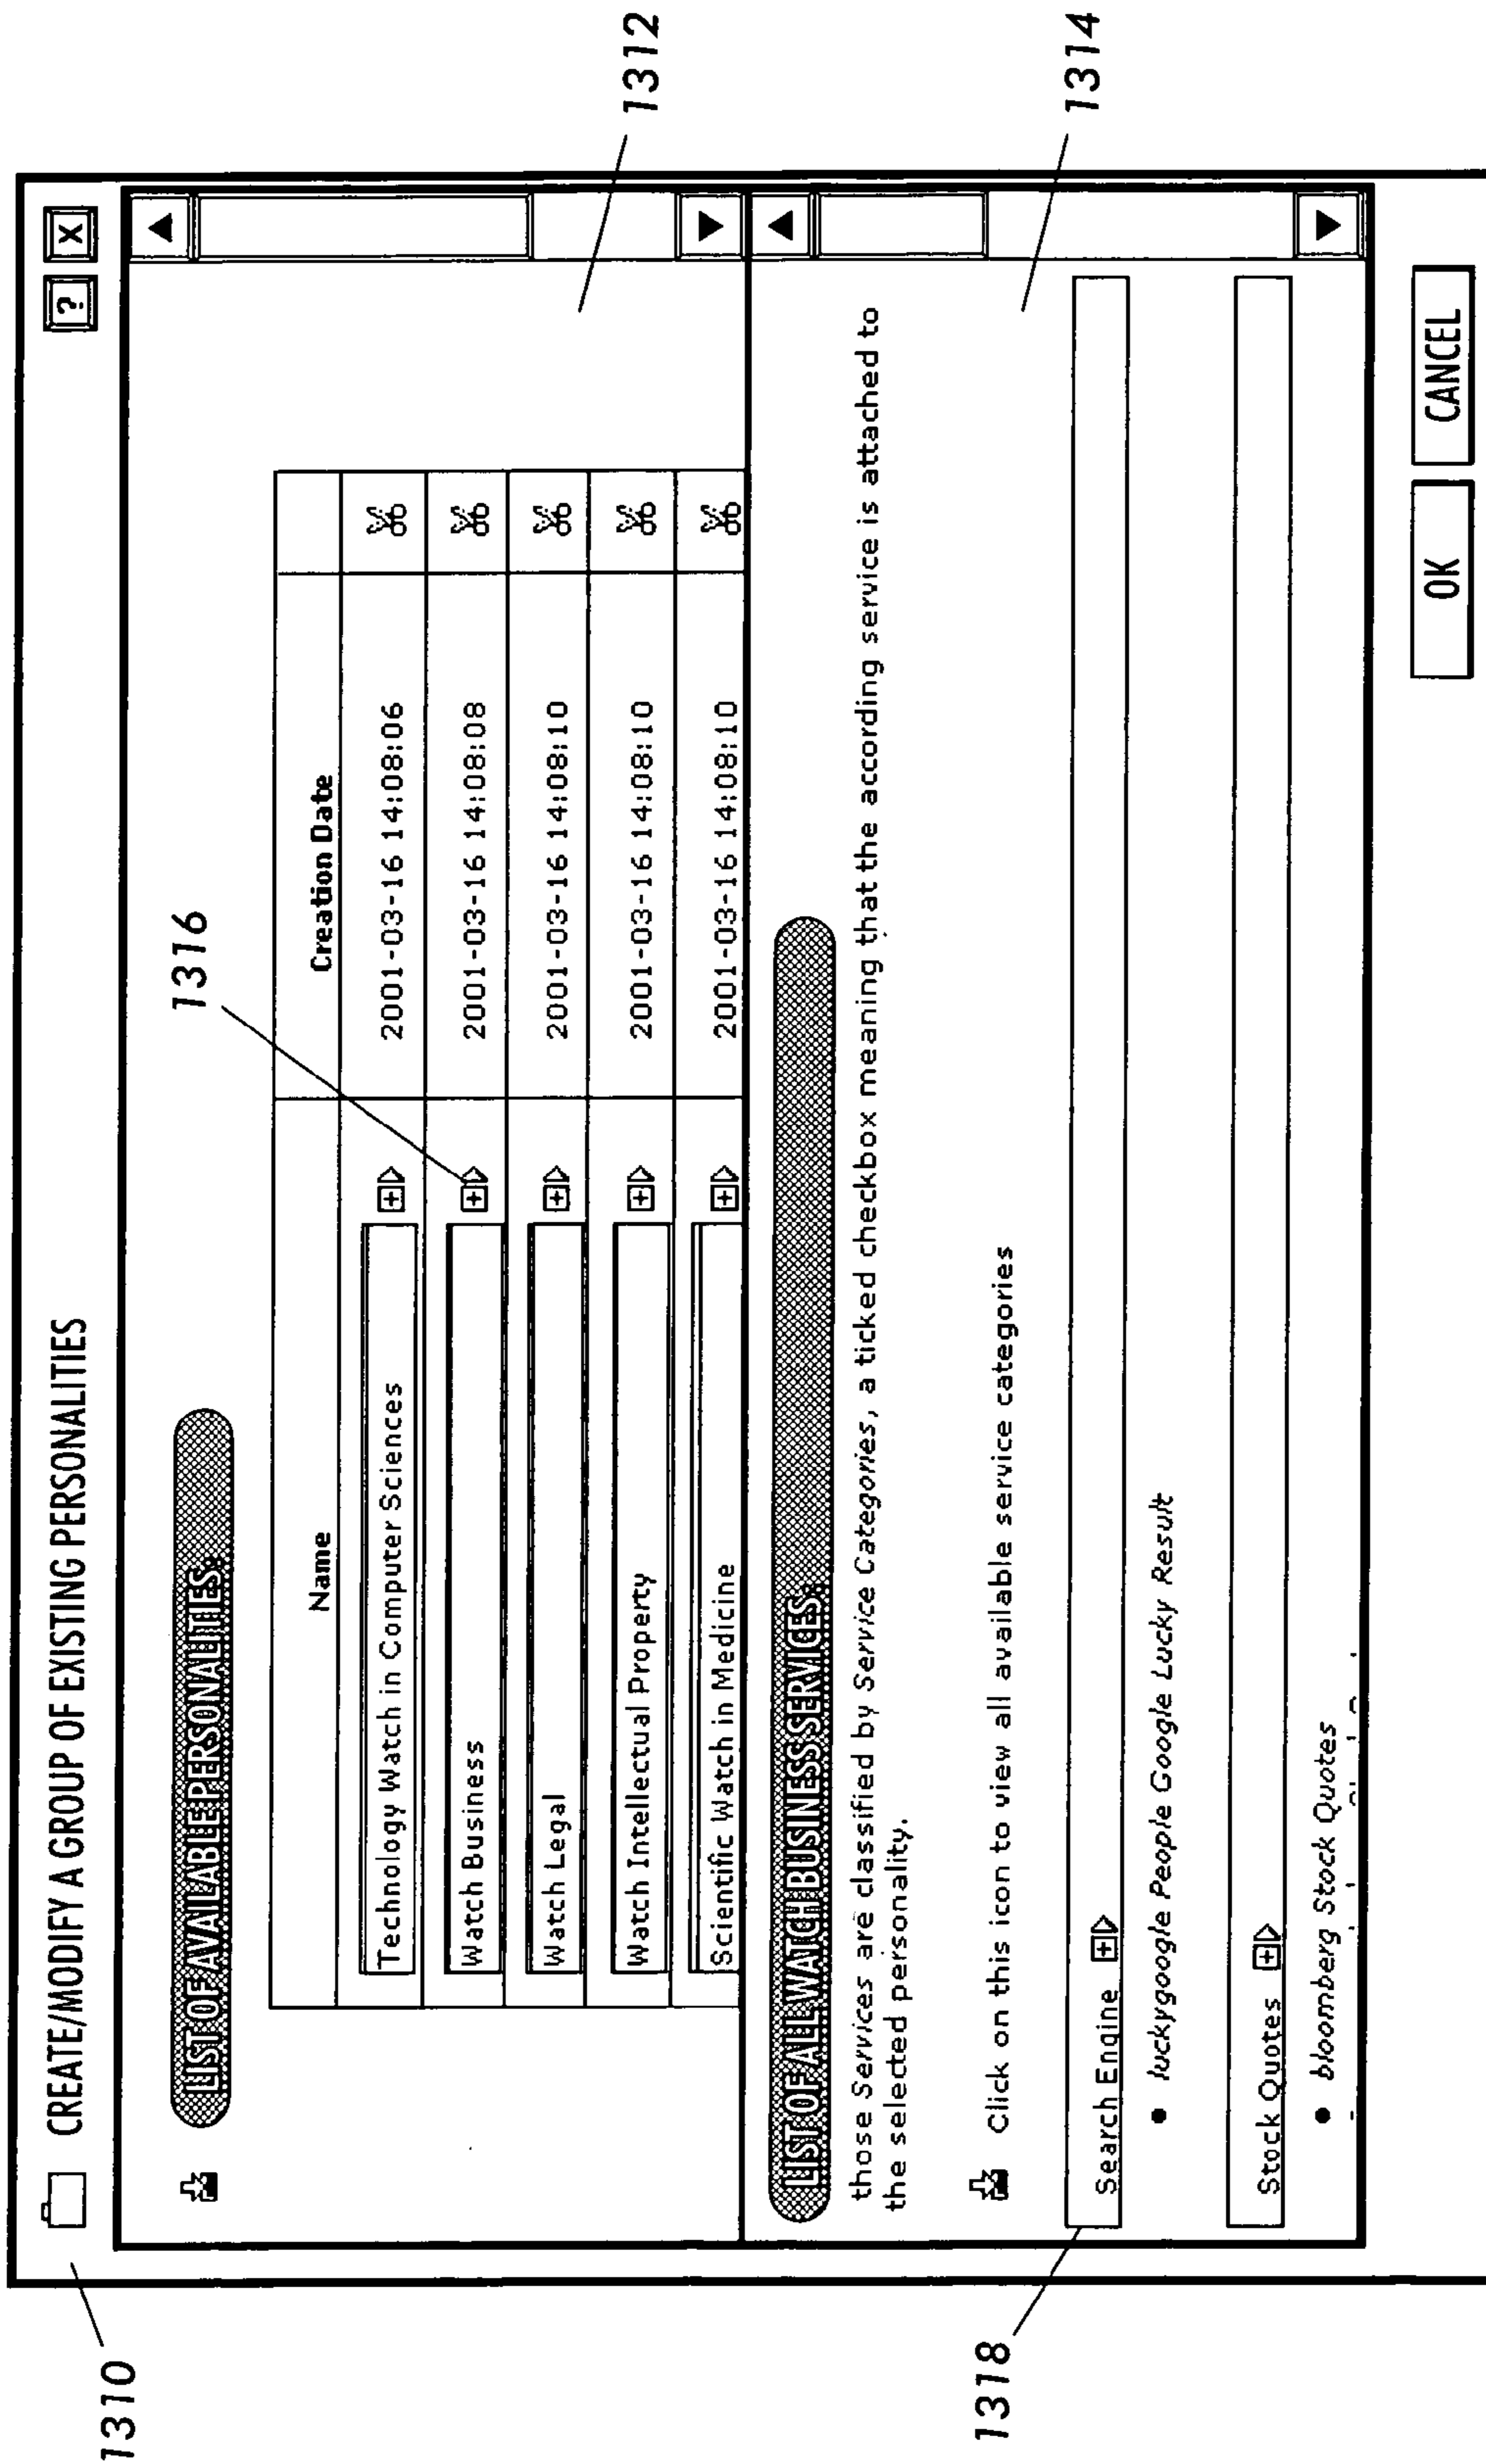 1310
CREATE/MODIFY A GROUP OF EXISTING PERSONALITIES
? X
LIST OF AVAILABLE PERSONALITIES:
1316
Name Creation Date
Technology Watch in Computer Sciences 2001-03-16 14:08:06
Watch Business 2001-03-16 14:08:08
Watch Legal 2001-03-16 14:08:10
Watch Intellectual Property 2001-03-16 14:08:10
Scientific Watch in Medicine 2001-03-16 14:08:10
1312
LIST OF ALL WATCH BUSINESS SERVICES:
those Services are classified by Service Categories, a ticked checkbox meaning that the according service is attached to
the selected personality.
Click on this icon to view all available service categories
1314
1318
Search Engine
• luckygoogle People Google Lucky Result
Stock Quotes
• bloomberg Stock Quotes
OK CANCEL